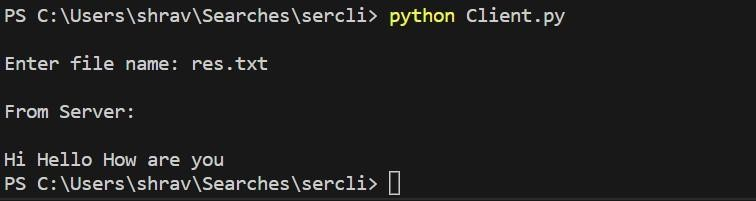 PS C:\Users\shrav\Searches\sercli> python Client.py
Enter file name: res.txt
From Server:
Hi Hello How are you
PS C:\Users\shrav\Searches\sercli>